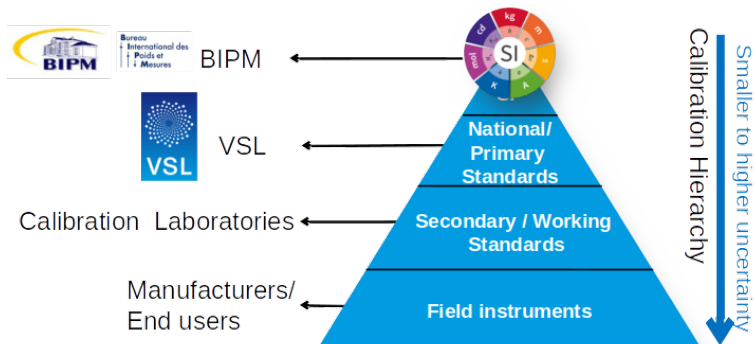 BIPM
Bureau
International des
Poids et
Mesures
BIPM
kg
m
s
A
K
mol
cd
SI
VSL
VSL
National/
Primary
Standards
Calibration Laboratories
Secondary / Working
Standards
Manufacturers/
End users
Field instruments
Calibration Hierarchy
Smaller to higher uncertainty